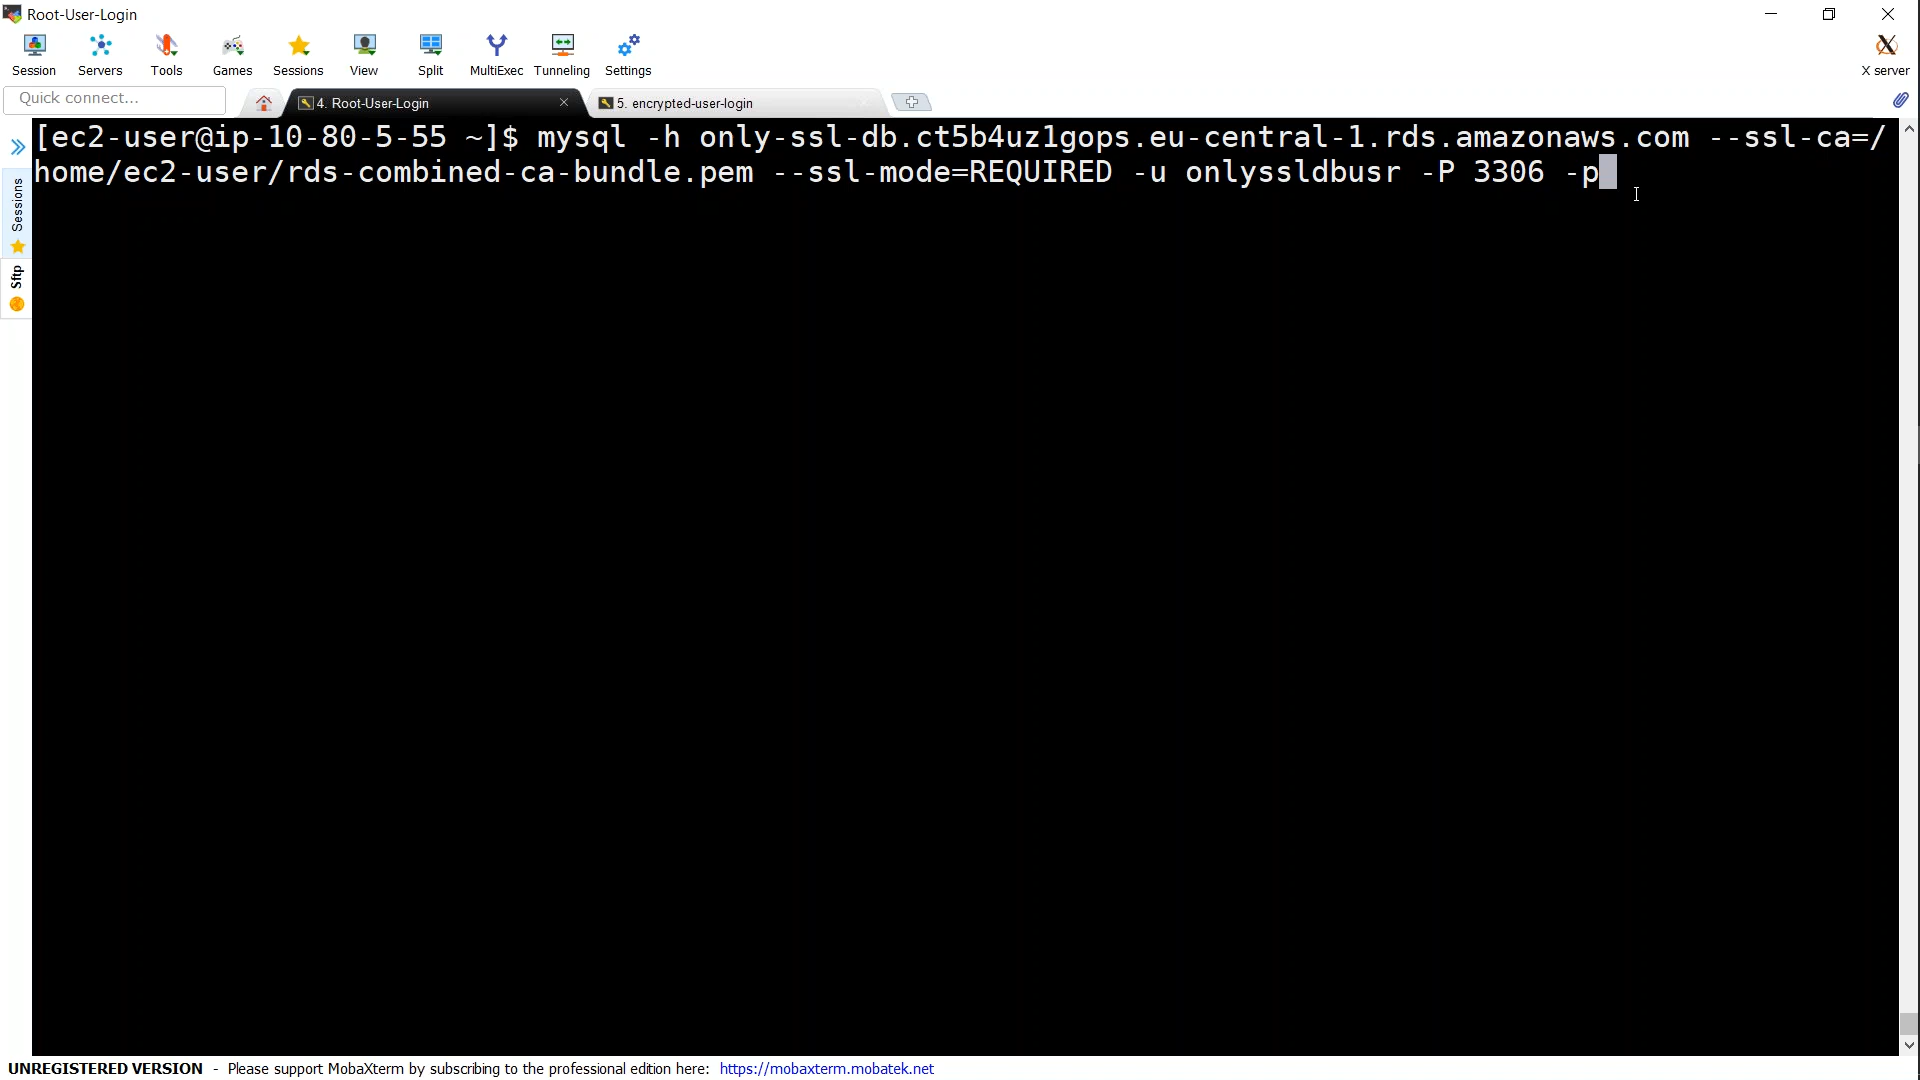 Root-User-Login
Session Servers Tools Games Sessions View Split MultiExec Tunneling Settings X server
Quick connect... 4. Root-User-Login 5. encrypted-user-login
[ec2-user@ip-10-80-5-55 ~]$ mysql -h only-ssl-db.ct5b4uz1gops.eu-central-1.rds.amazonaws.com --ssl-ca=/
home/ec2-user/rds-combined-ca-bundle.pem --ssl-mode=REQUIRED -u onlyssldbusr -P 3306 -p
Sessions
Sftp
UNREGISTERED VERSION - Please support MobaXterm by subscribing to the professional edition here: https://mobaxterm.mobatek.net